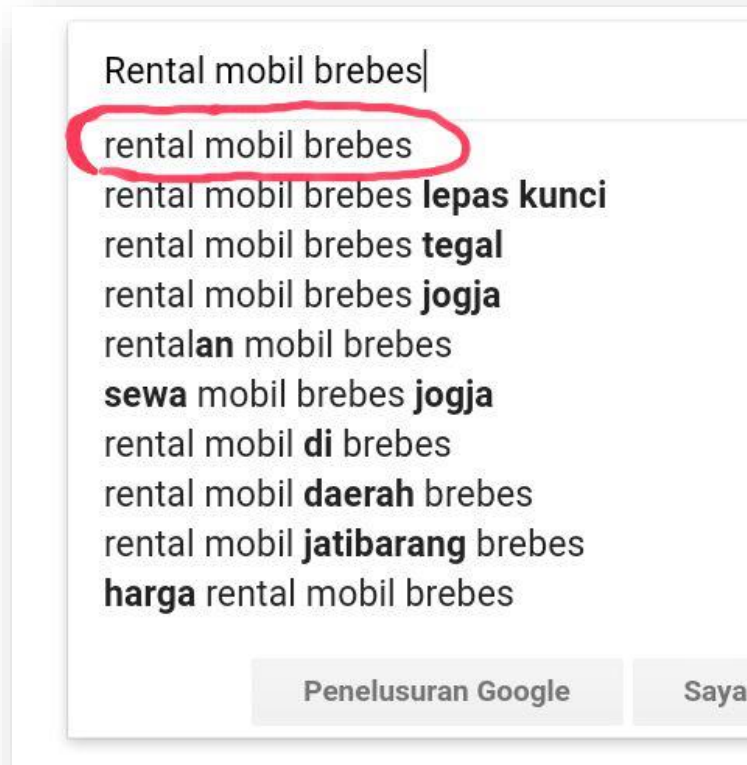 Rental mobil brebes
rental mobil brebes
rental mobil brebes lepas kunci
rental mobil brebes tegal
rental mobil brebes jogja
rentalan mobil brebes
sewa mobil brebes jogja
rental mobil di brebes
rental mobil daerah brebes
rental mobil jatibarang brebes
harga rental mobil brebes
Penelusuran Google Saya